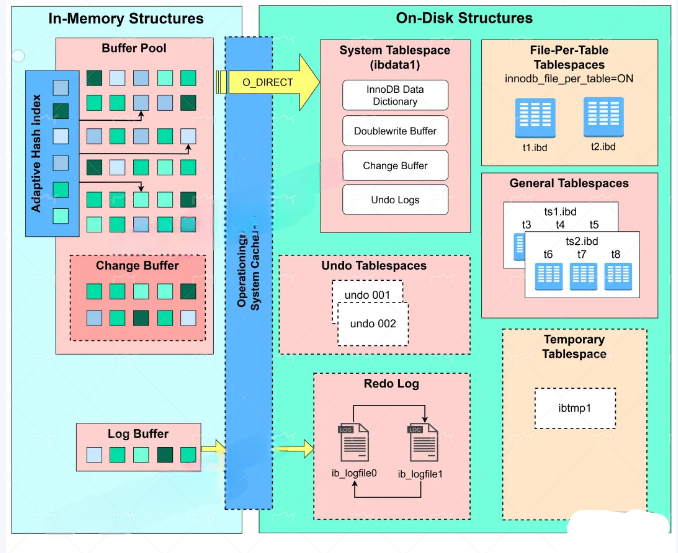 In-Memory Structures
On-Disk Structures
Buffer Pool
Adaptive Hash index
Change Buffer
Log Buffer
Operationing
System Cache
O_DIRECT
System Tablespace
(ibdata1)
InnoDB Data
Dictionary
Doublewrite Buffer
Change Buffer
Undo Logs
File-Per-Table
Tablespaces
innodb_file_per_table=ON
t1.ibd
t2.ibd
General Tablespaces
ts1.ibd
t3 t4 t5
ts2.ibd
t6 t7 t8
Undo Tablespaces
undo 001
undo 002
Redo Log
LOG
LOG
ib_logfile0
ib_logfile1
Temporary
Tablespace
ibtmp1